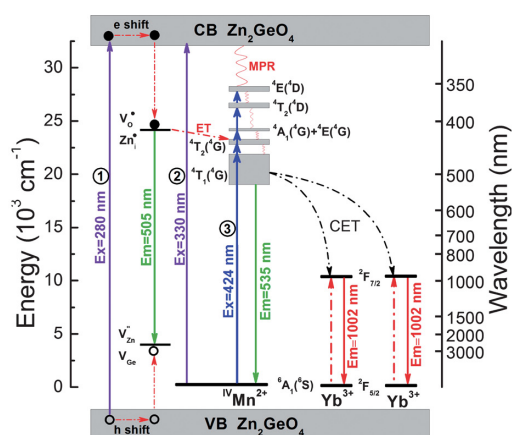 CB Zn2GeO4
e shift
MPR
4E(4D)
4T2(4D)
4A1(4G)+4E(4G)
4T2(4G)
4T1(4G)
VO•
Zni•
ET
①
②
③
Ex=280 nm
Em=505 nm
Ex=330 nm
Ex=424 nm
Em=535 nm
CET
2F7/2
Em=1002 nm
Em=1002 nm
V''Zn
VGe
6A1(6S)
2F5/2
IVMn2+
Yb3+
Yb3+
h shift
VB Zn2GeO4
Energy (10^3 cm-1)
30
25
20
15
10
5
0
Wavelength (nm)
350
400
500
600
700
800
1000
1500
2000
3000